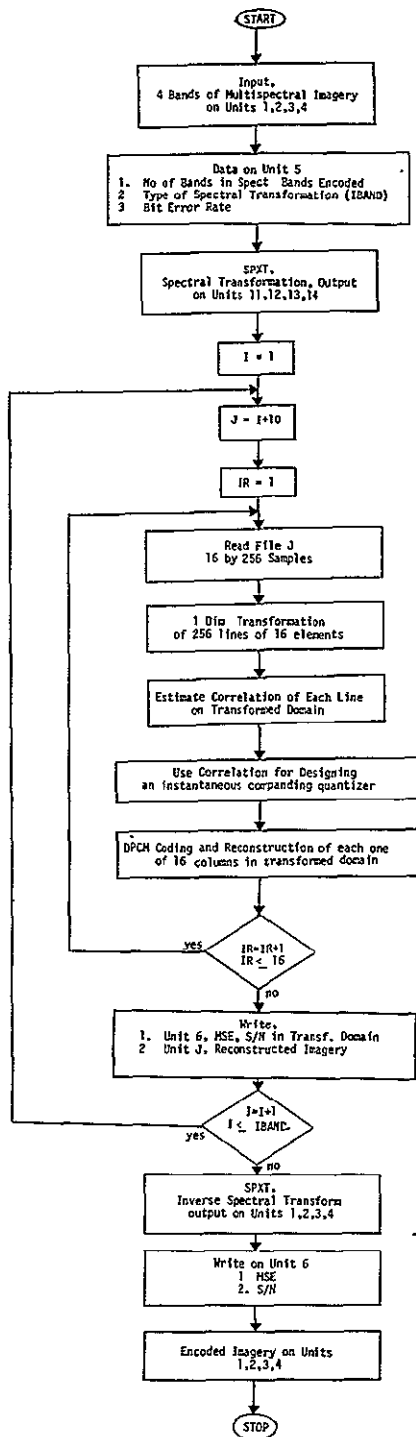 START
Input,
4 Bands of Multispectral Imagery
on Units 1,2,3,4
Data on Unit 5
1. No of Bands in Spect Bands Encoded
2 Type of Spectral Transformation (IBAND)
3 Bit Error Rate
SPXT,
Spectral Transformation, Output
on Units 11,12,13,14
I = 1
J = I+10
IR = 1
Read File J
16 by 256 Samples
1 Dim Transformation
of 256 lines of 16 elements
Estimate Correlation of Each Line
on Transformed Domain
Use Correlation for Designing
an instantaneous companding quantizer
DPCM Coding and Reconstruction of each one
of 16 columns in transformed domain
IR=IR+1
yes IR < 16
no
Write,
1. Unit 6, MSE, S/N in Transf. Domain
2 Unit J, Reconstructed Imagery
I=I+1
yes I < IBAND
no
SPXT,
Inverse Spectral Transform
output on Units 1,2,3,4
Write on Unit 6
1 MSE
2. S/N
Encoded Imagery on Units
1,2,3,4
STOP